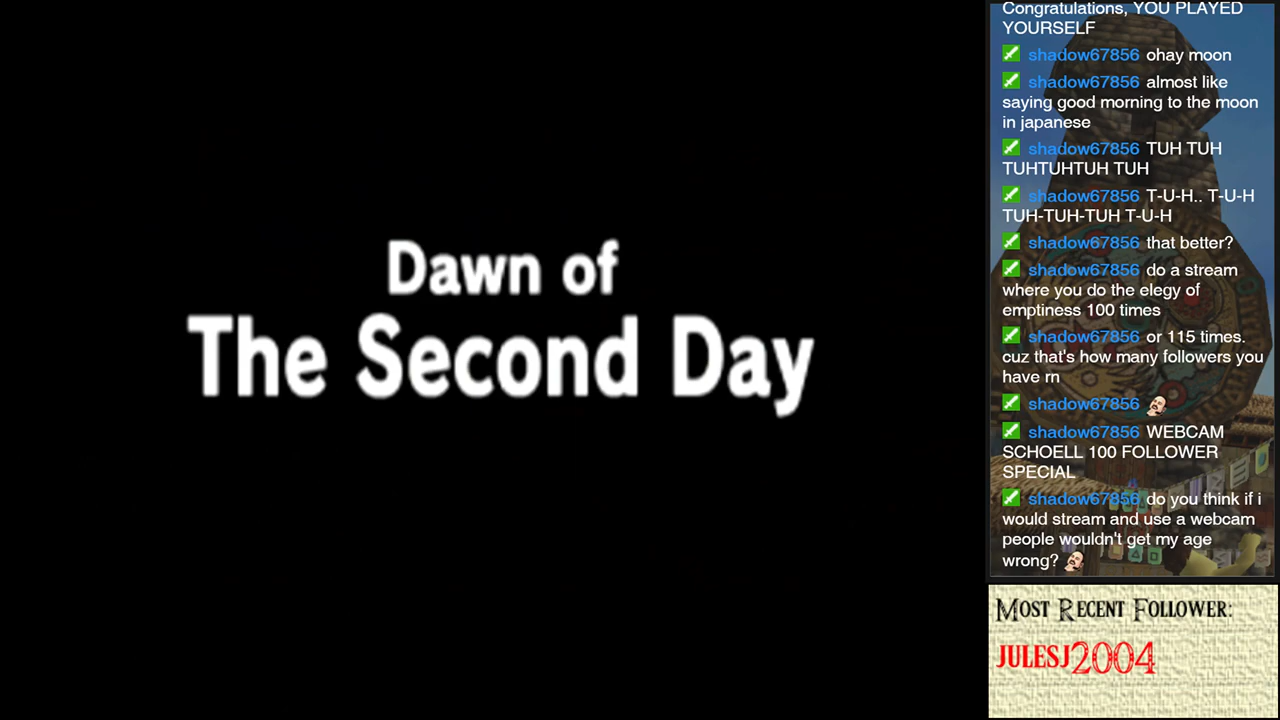 Dawn of
The Second Day
Congratulations, YOU PLAYED
YOURSELF
shadow67856 ohay moon
shadow67856 almost like
saying good morning to the moon
in japanese
shadow67856 TUH TUH
TUHTUHTUH TUH
shadow67856 T-U-H.. T-U-H
TUH-TUH-TUH T-U-H
shadow67856 that better?
shadow67856 do a stream
where you do the elegy of
emptiness 100 times
shadow67856 or 115 times.
cuz that's how many followers you
have rn
shadow67856
shadow67856 WEBCAM
SCHOELL 100 FOLLOWER
SPECIAL
shadow67856 do you think if i
would stream and use a webcam
people wouldn't get my age
wrong?
MOST RECENT FOLLOWER:
JULESJ2004